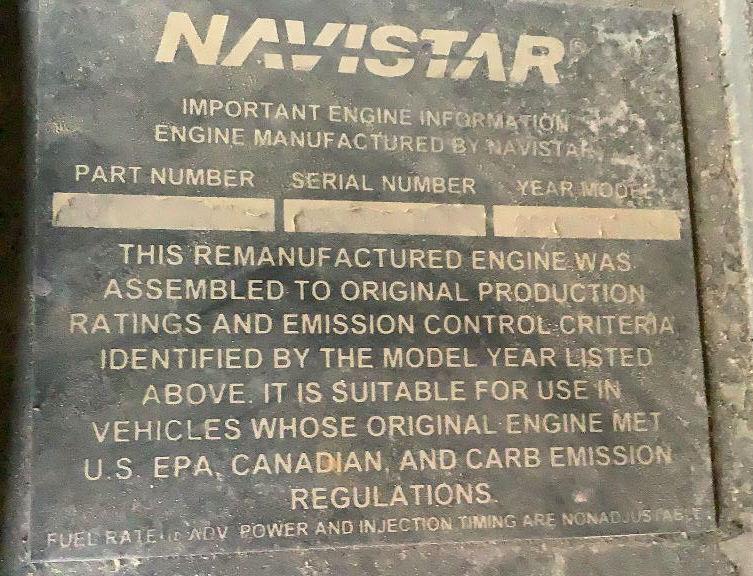 NAVISTAR®
IMPORTANT ENGINE INFORMATION
ENGINE MANUFACTURED BY NAVISTAR
PART NUMBER SERIAL NUMBER YEAR MODEL
THIS REMANUFACTURED ENGINE WAS
ASSEMBLED TO ORIGINAL PRODUCTION
RATINGS AND EMISSION CONTROL CRITERIA
IDENTIFIED BY THE MODEL YEAR LISTED
ABOVE. IT IS SUITABLE FOR USE IN
VEHICLES WHOSE ORIGINAL ENGINE MET
U.S. EPA, CANADIAN, AND CARB EMISSION
REGULATIONS.
FUEL RATE ADV POWER AND INJECTION TIMING ARE NONADJUSTABLE